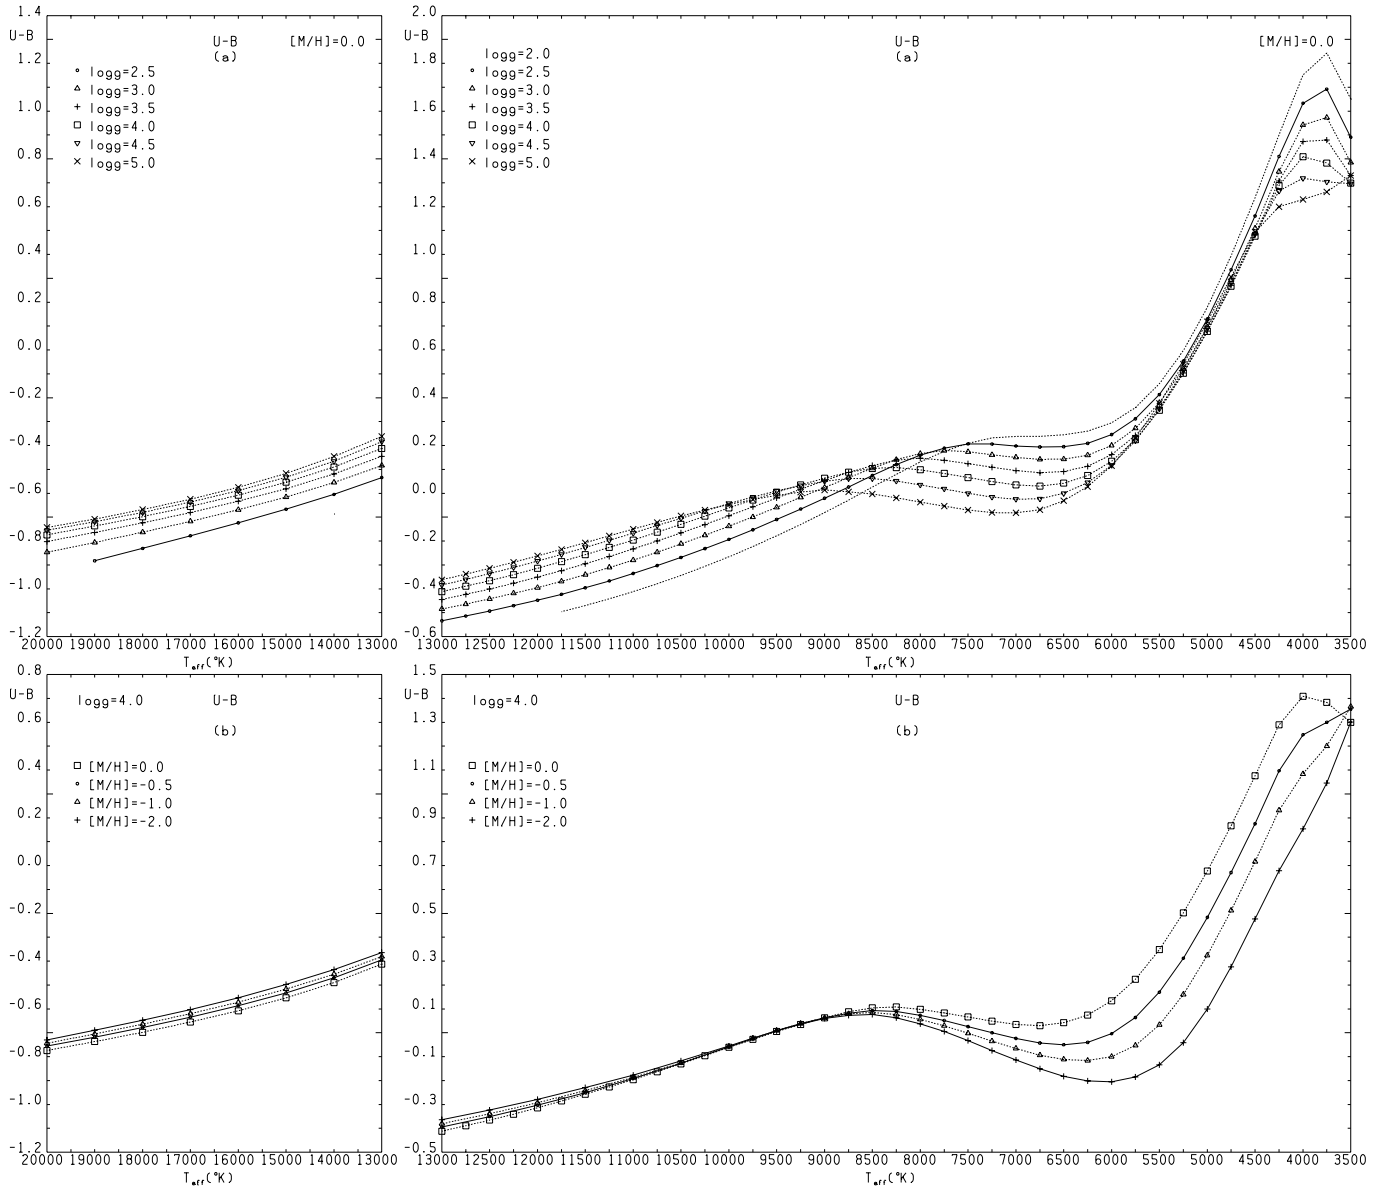 1.4
U-B
1.2
1.0
0.8
0.6
0.4
0.2
0.0
-0.2
-0.4
-0.6
-0.8
-1.0
-1.2
U-B [M/H]=0.0
(a)
logg=2.5
logg=3.0
logg=3.5
logg=4.0
logg=4.5
logg=5.0
20000 19000 18000 17000 16000 15000 14000 13000
Teff(°K)
2.0
U-B
1.8
1.6
1.4
1.2
1.0
0.8
0.6
0.4
0.2
0.0
-0.2
-0.4
-0.6
U-B [M/H]=0.0
(a)
logg=2.0
logg=2.5
logg=3.0
logg=3.5
logg=4.0
logg=4.5
logg=5.0
13000 12500 12000 11500 11000 10500 10000 9500 9000 8500 8000 7500 7000 6500 6000 5500 5000 4500 4000 3500
Teff(°K)
0.8
U-B
0.6
0.4
0.2
0.0
-0.2
-0.4
-0.6
-0.8
-1.0
-1.2
logg=4.0 U-B
(b)
[M/H]=0.0
[M/H]=-0.5
[M/H]=-1.0
[M/H]=-2.0
20000 19000 18000 17000 16000 15000 14000 13000
Teff(°K)
1.5
U-B
1.3
1.1
0.9
0.7
0.5
0.3
0.1
-0.1
-0.3
-0.5
logg=4.0 U-B
(b)
[M/H]=0.0
[M/H]=-0.5
[M/H]=-1.0
[M/H]=-2.0
13000 12500 12000 11500 11000 10500 10000 9500 9000 8500 8000 7500 7000 6500 6000 5500 5000 4500 4000 3500
Teff(°K)